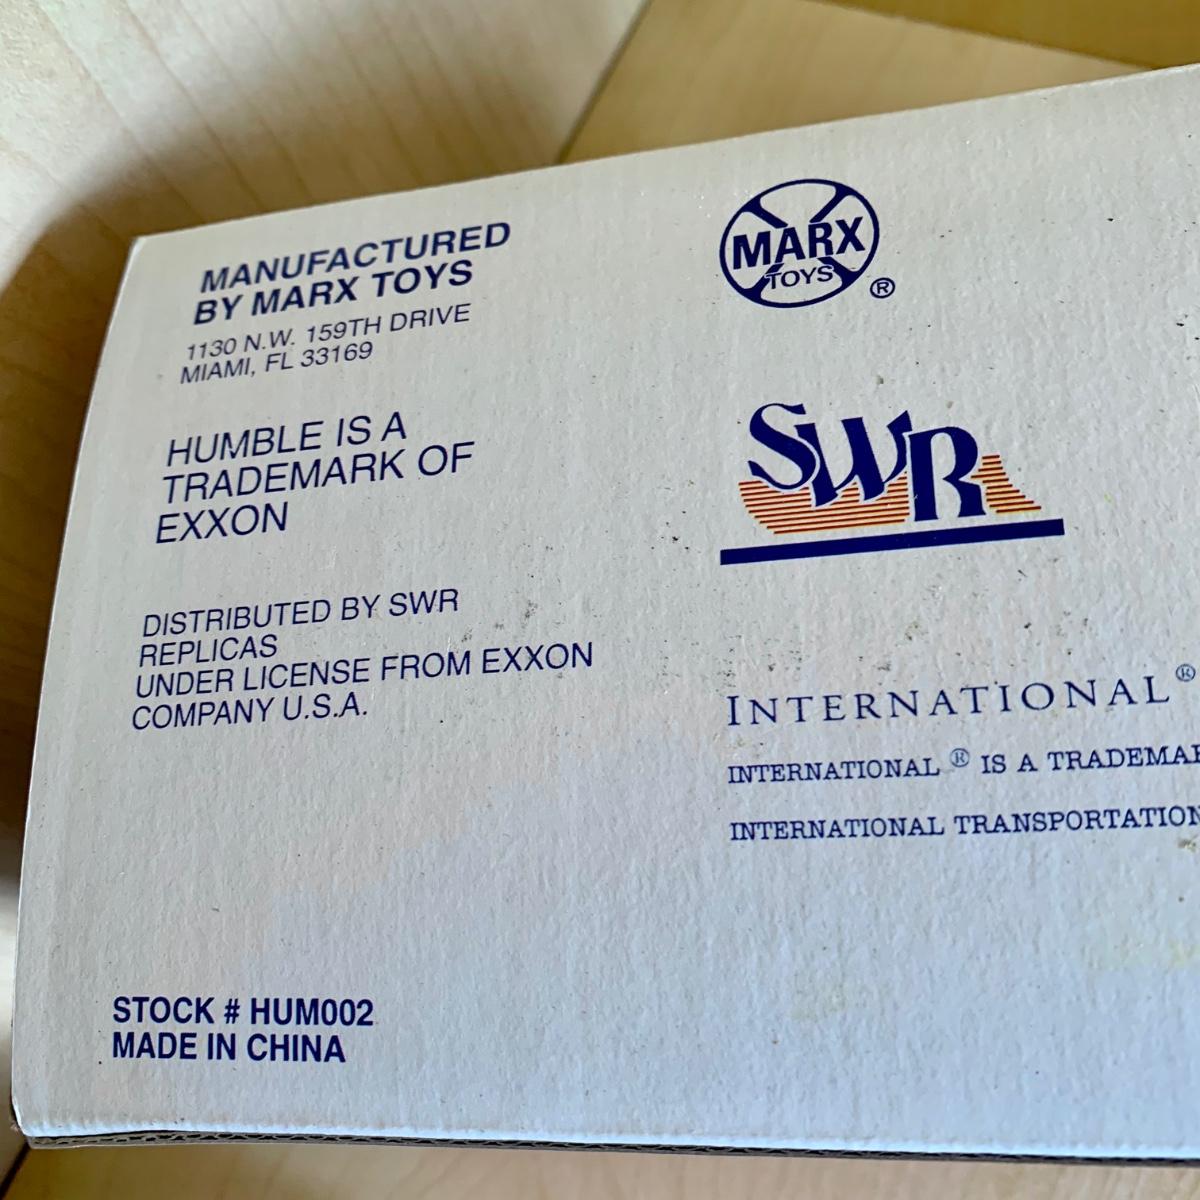 MANUFACTURED
BY MARX TOYS
1130 N.W. 159TH DRIVE
MIAMI, FL 33169
HUMBLE IS A
TRADEMARK OF
EXXON
DISTRIBUTED BY SWR
REPLICAS
UNDER LICENSE FROM EXXON
COMPANY U.S.A.
STOCK # HUM002
MADE IN CHINA
MARX
TOYS
®
SWR
INTERNATIONAL®
INTERNATIONAL ® IS A
INTERNATIONAL TRANSPORTATION